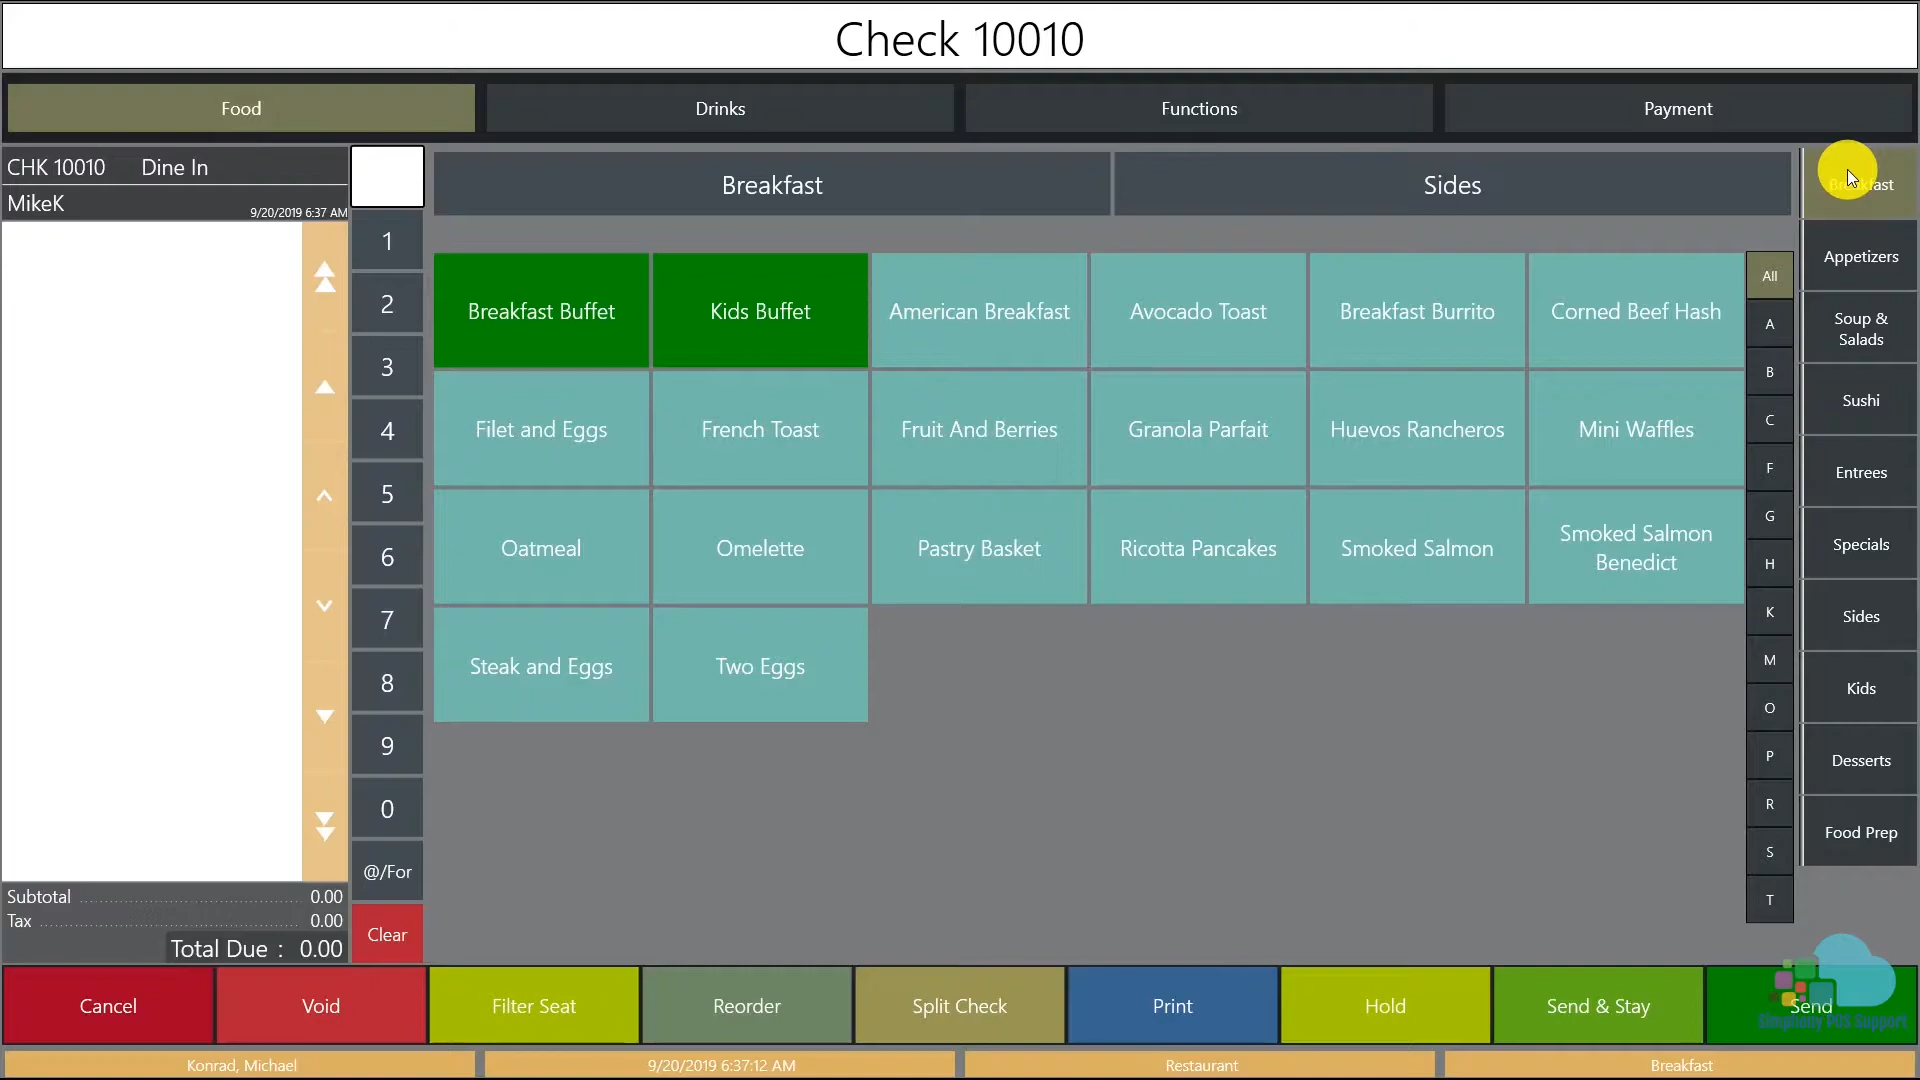 Check 10010
Food
Drinks
Functions
Payment
CHK 10010 Dine In
MikeK
9/20/2019 6:37 AM
1
2
3
4
5
6
7
8
9
0
@/For
Clear
Breakfast
Sides
Breakfast Buffet
Kids Buffet
American Breakfast
Avocado Toast
Breakfast Burrito
Corned Beef Hash
Filet and Eggs
French Toast
Fruit And Berries
Granola Parfait
Huevos Rancheros
Mini Waffles
Oatmeal
Omelette
Pastry Basket
Ricotta Pancakes
Smoked Salmon
Smoked Salmon
Benedict
Steak and Eggs
Two Eggs
All
A
B
C
F
G
H
K
M
O
P
R
S
T
Breakfast
Appetizers
Soup &
Salads
Sushi
Entrees
Specials
Sides
Kids
Desserts
Food Prep
Subtotal 0.00
Tax 0.00
Total Due : 0.00
Cancel
Void
Filter Seat
Reorder
Split Check
Print
Hold
Send & Stay
Send
Simphony POS Support
Konrad, Michael
9/20/2019 6:37:12 AM
Restaurant
Breakfast